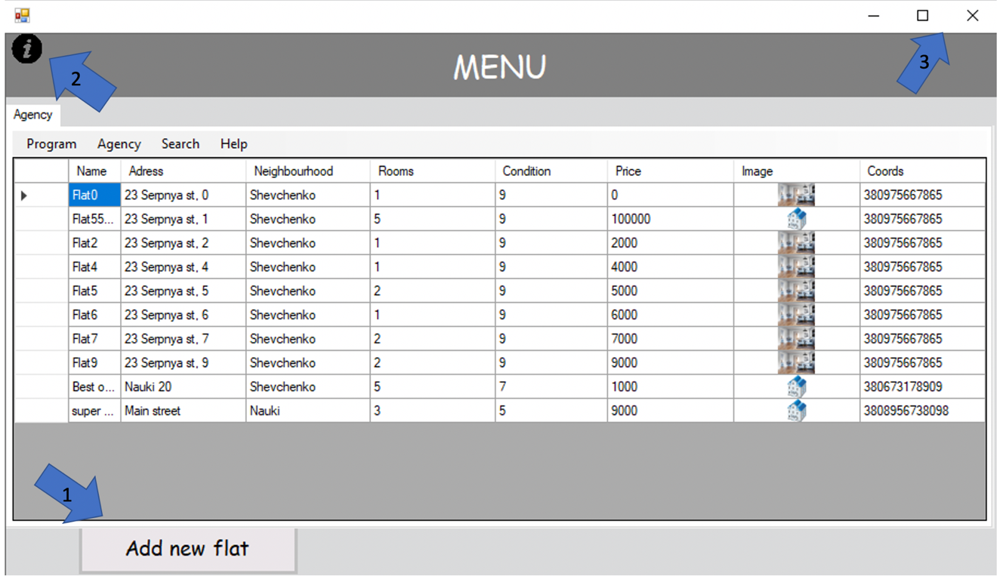 i
3
MENU
2
Agency
Program Agency Search Help
Name Adress Neighbourhood Rooms Condition Price Image Coords
Flat0 23 Serpnya st, 0 Shevchenko 1 9 0 380975667865
Flat55... 23 Serpnya st, 1 Shevchenko 5 9 100000 380975667865
Flat2 23 Serpnya st, 2 Shevchenko 1 9 2000 380975667865
Flat4 23 Serpnya st, 4 Shevchenko 1 9 4000 380975667865
Flat5 23 Serpnya st, 5 Shevchenko 2 9 5000 380975667865
Flat6 23 Serpnya st, 6 Shevchenko 1 9 6000 380975667865
Flat7 23 Serpnya st, 7 Shevchenko 2 9 7000 380975667865
Flat9 23 Serpnya st, 9 Shevchenko 2 9 9000 380975667865
Best o... Nauki 20 Shevchenko 5 7 1000 380673178909
super ... Main street Nauki 3 5 9000 3808956738098
1
Add new flat